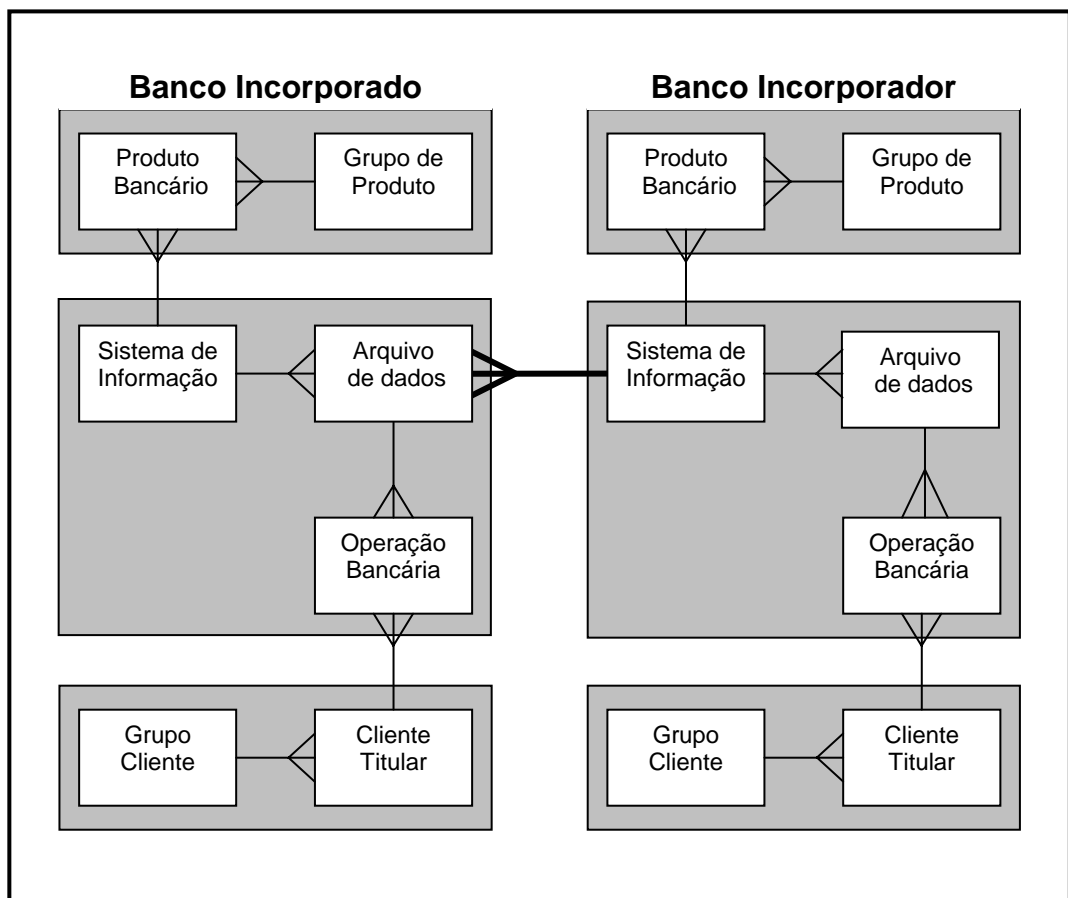 Banco Incorporado
Banco Incorporador
Produto
Bancário
Grupo de
Produto
Produto
Bancário
Grupo de
Produto
Sistema de
Informação
Arquivo
de dados
Sistema de
Informação
Arquivo
de dados
Operação
Bancária
Operação
Bancária
Grupo
Cliente
Cliente
Titular
Grupo
Cliente
Cliente
Titular